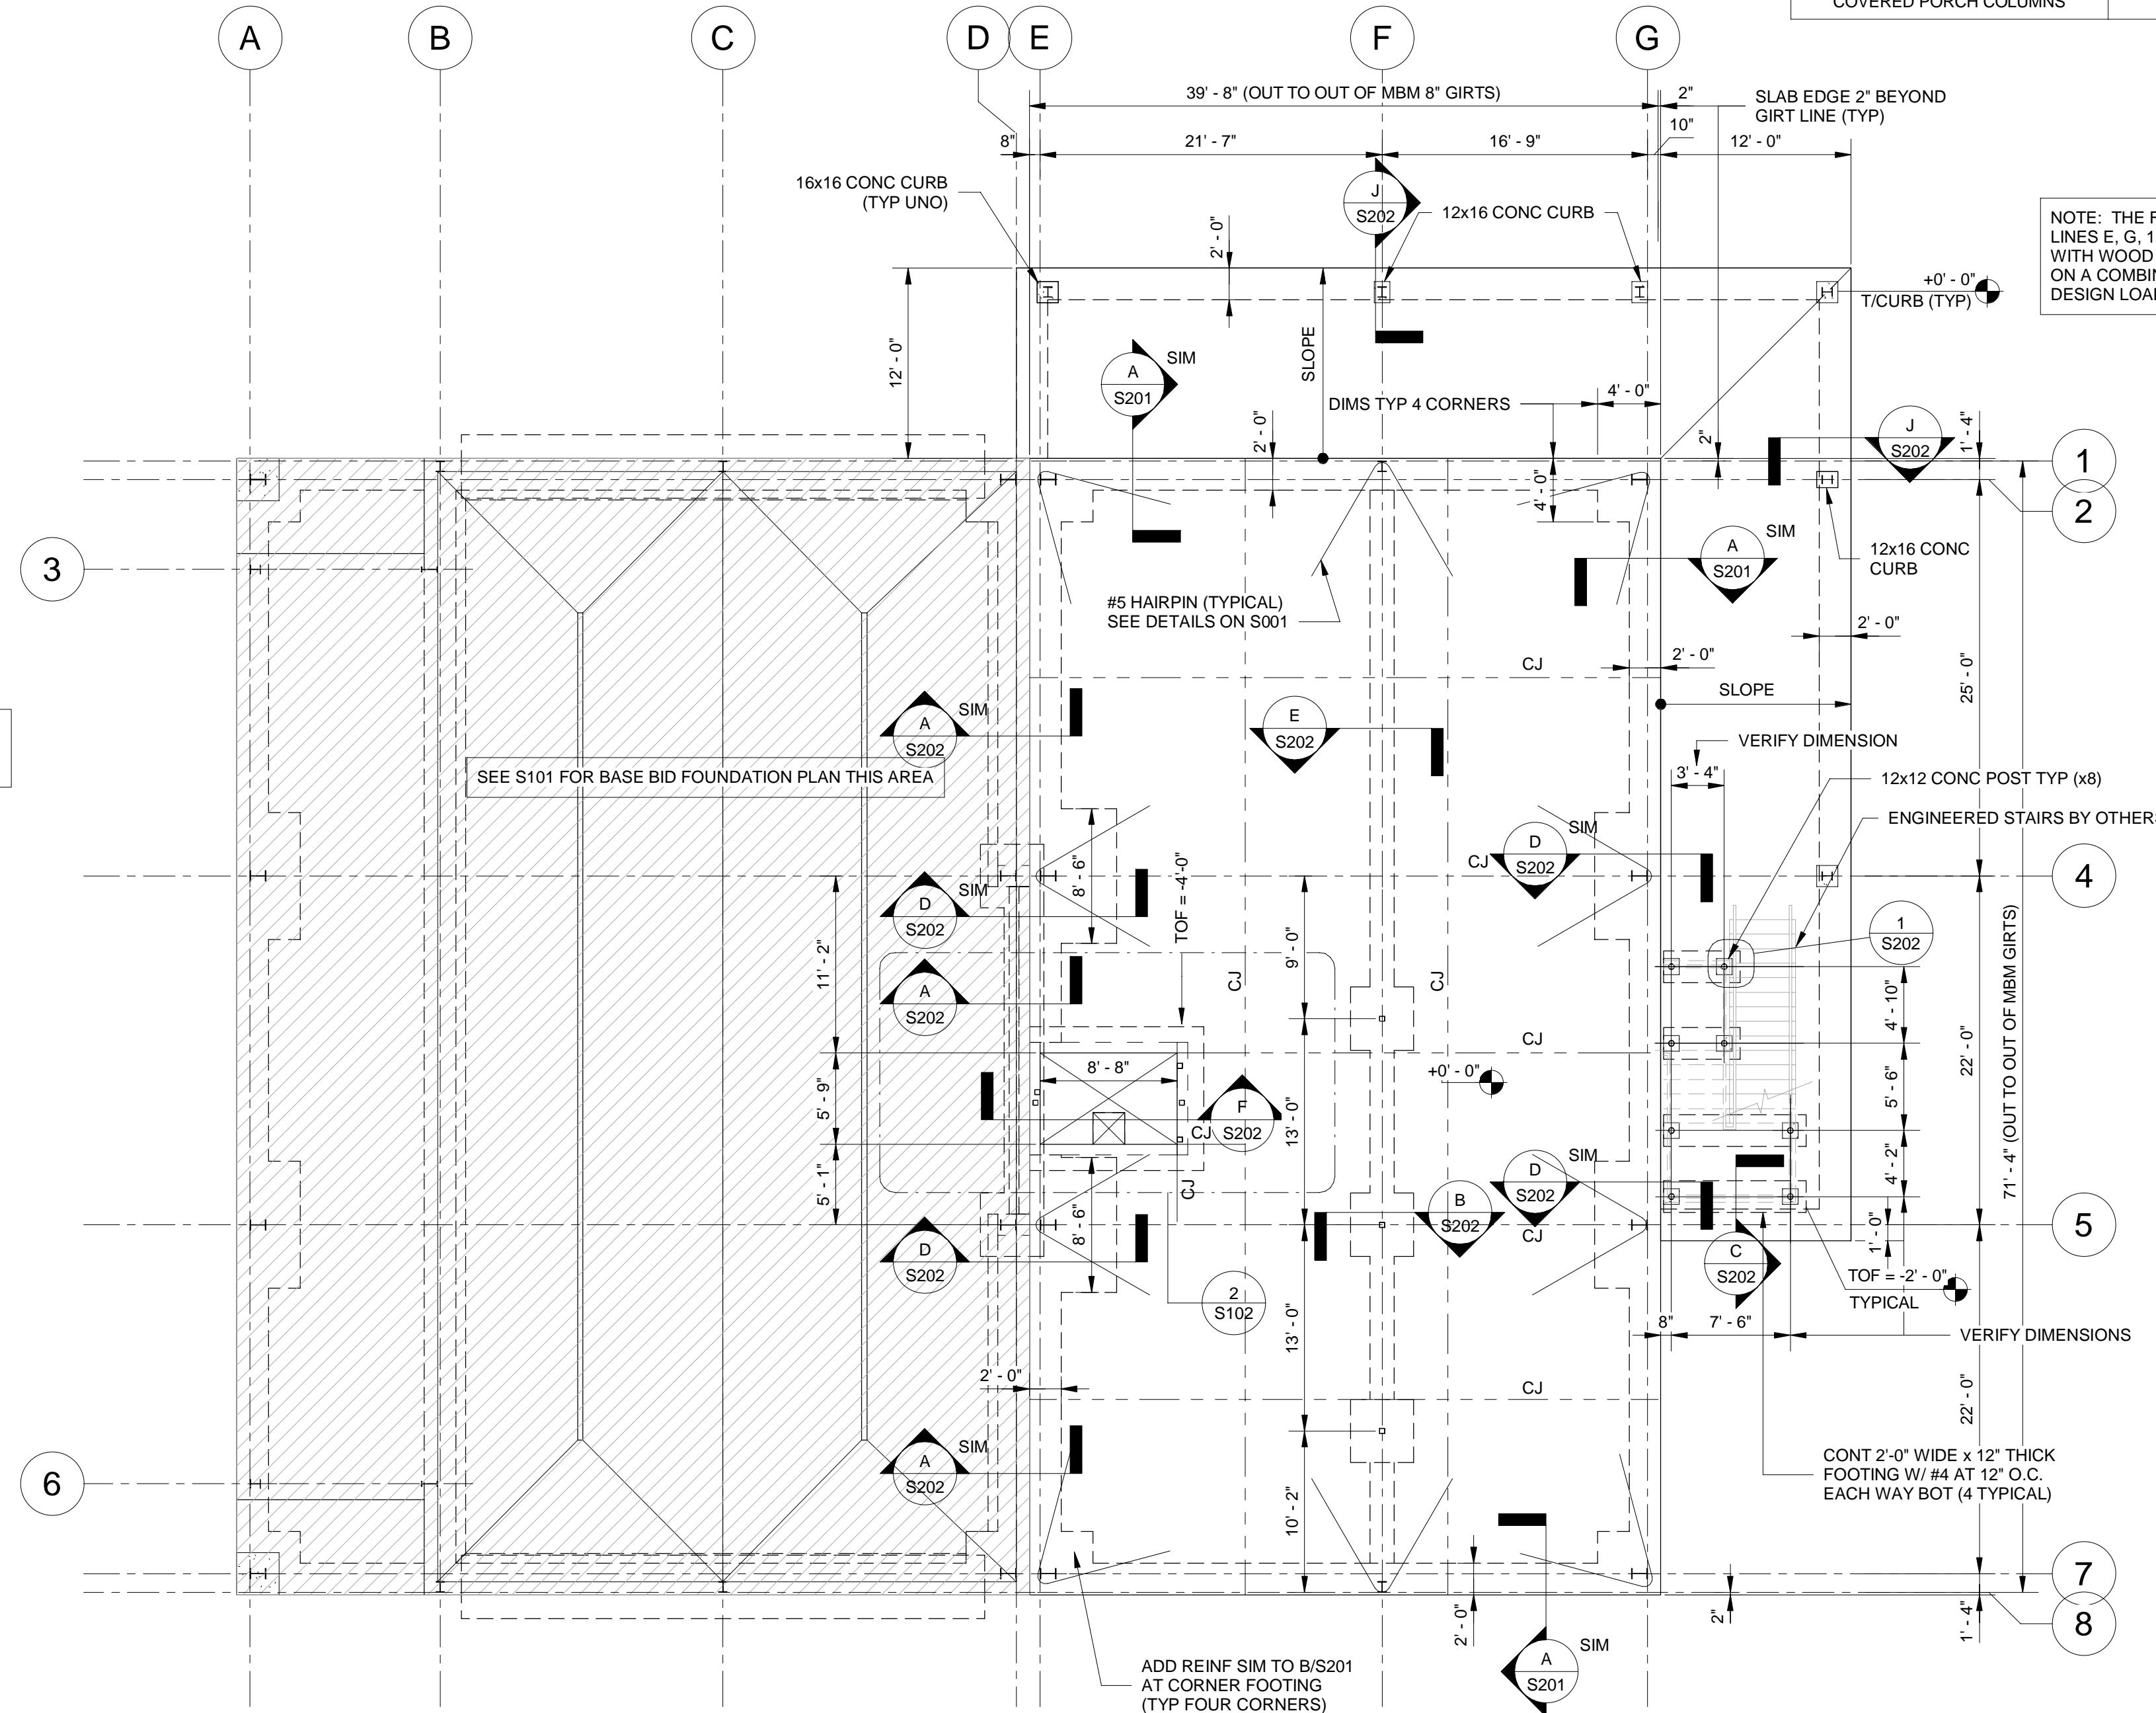 COVERED PORCH COLUMNS
A
B
C
D
E
F
G
39' - 8" (OUT TO OUT OF MBM 8" GIRTS)
2"
SLAB EDGE 2" BEYOND
GIRT LINE (TYP)
8"
21' - 7"
16' - 9"
10"
12' - 0"
16x16 CONC CURB
(TYP UNO)
J
S202
12x16 CONC CURB
2' - 0"
NOTE: THE F
LINES E, G, 1
WITH WOOD
ON A COMBIN
DESIGN LOA
+0' - 0"
T/CURB (TYP)
12' - 0"
SLOPE
A
S201
SIM
DIMS TYP 4 CORNERS
4' - 0"
2' - 0"
4' - 0"
2"
J
S202
1' - 4"
1
2
3
A
S201
SIM
12x16 CONC
CURB
#5 HAIRPIN (TYPICAL)
SEE DETAILS ON S001
2' - 0"
CJ
2' - 0"
SLOPE
25' - 0"
A
S202
SIM
E
S202
VERIFY DIMENSION
3' - 4"
12x12 CONC POST TYP (x8)
SEE S101 FOR BASE BID FOUNDATION PLAN THIS AREA
ENGINEERED STAIRS BY OTHER
D
S202
SIM
CJ
8' - 6"
4
D
S202
SIM
TOF = -4'-0"
11' - 2"
9' - 0"
1
S202
A
S202
CJ
CJ
4' - 10"
22' - 0"
71' - 4" (OUT TO OUT OF MBM GIRTS)
CJ
8' - 8"
+0' - 0"
5' - 9"
5' - 6"
F
S202
CJ
13' - 0"
5' - 1"
CJ
D
S202
SIM
CJ
B
S202
4' - 2"
8' - 6"
5
D
S202
1' - 0"
C
S202
TOF = -2' - 0"
TYPICAL
2
S102
8"
7' - 6"
VERIFY DIMENSIONS
13' - 0"
2' - 0"
CJ
22' - 0"
A
S202
SIM
6
CONT 2'-0" WIDE x 12" THICK
FOOTING W/ #4 AT 12" O.C.
EACH WAY BOT (4 TYPICAL)
10' - 2"
7
8
2' - 0"
2"
1' - 4"
A
S201
SIM
ADD REINF SIM TO B/S201
AT CORNER FOOTING
(TYP FOUR CORNERS)